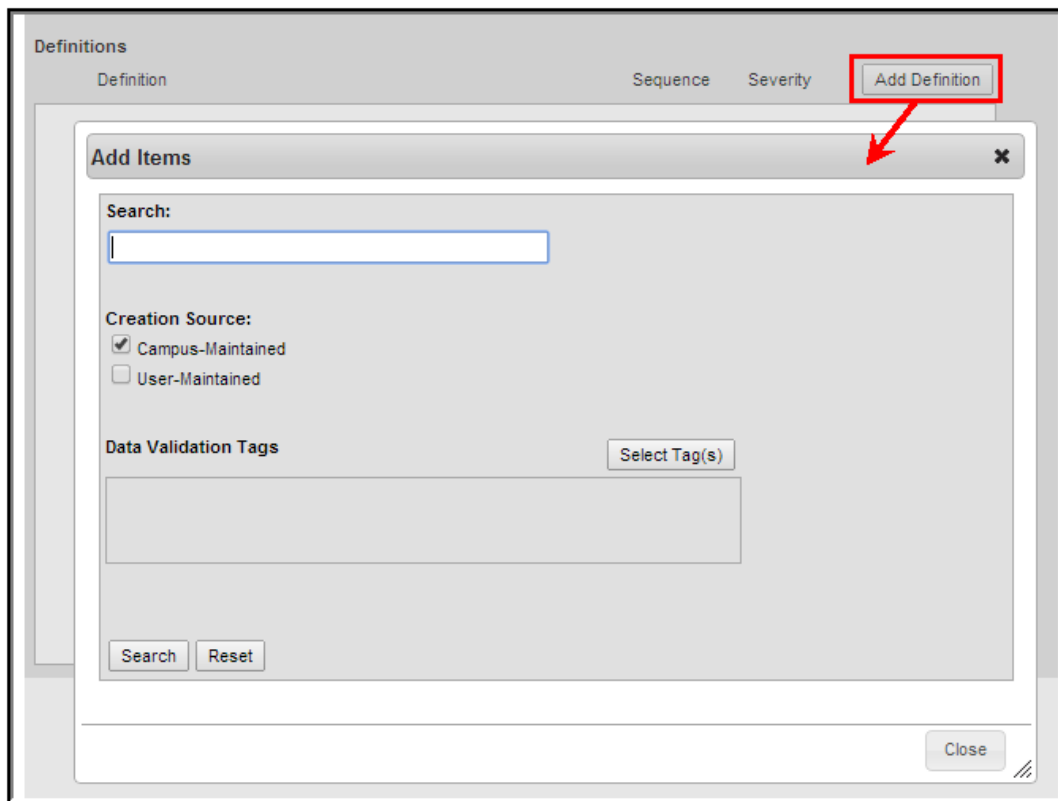 Definitions
Definition Sequence Severity Add Definition
Add Items
Search:
Creation Source:
Campus-Maintained
User-Maintained
Data Validation Tags Select Tag(s)
Search Reset
Close